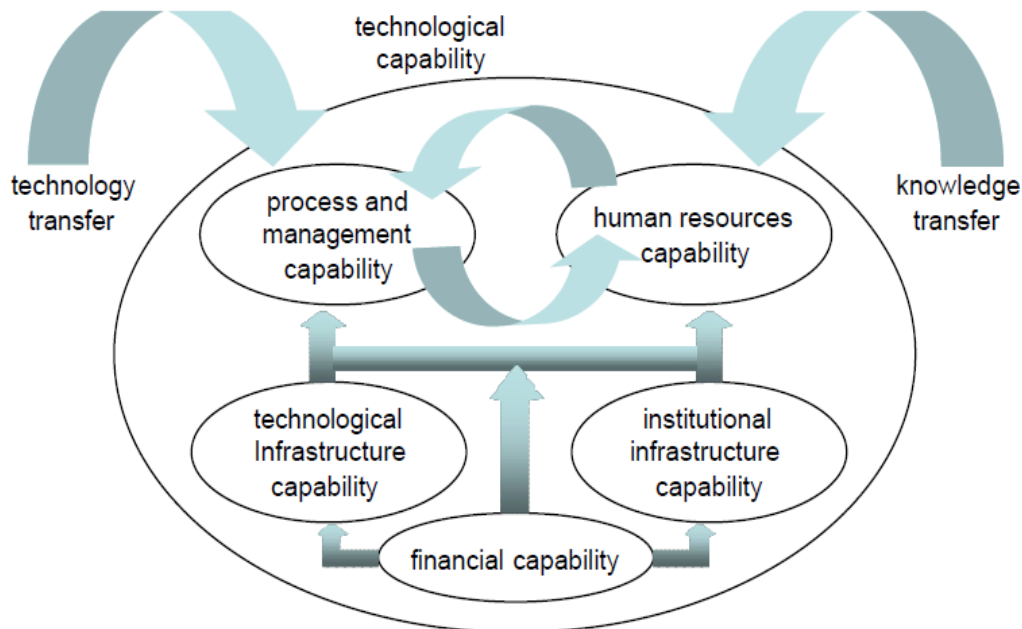 technological
capability
technology
transfer
knowledge
transfer
process and
management
capability
human resources
capability
technological
Infrastructure
capability
institutional
infrastructure
capability
financial capability